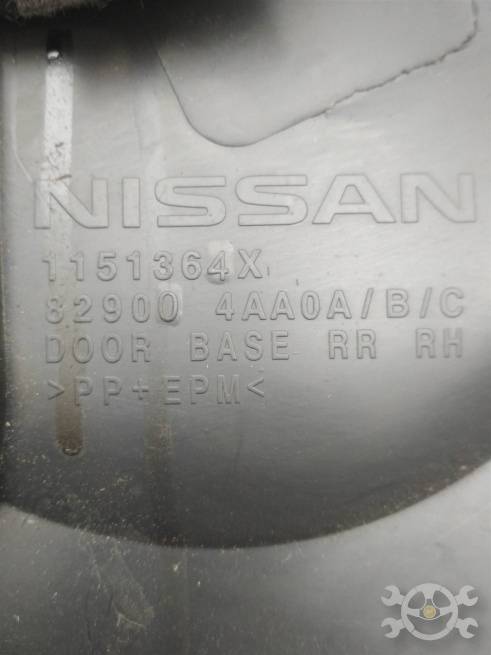 NISSAN
1151364X
82900 4AA0A/B/C
DOOR BASE RR RH
>PP+EPM<